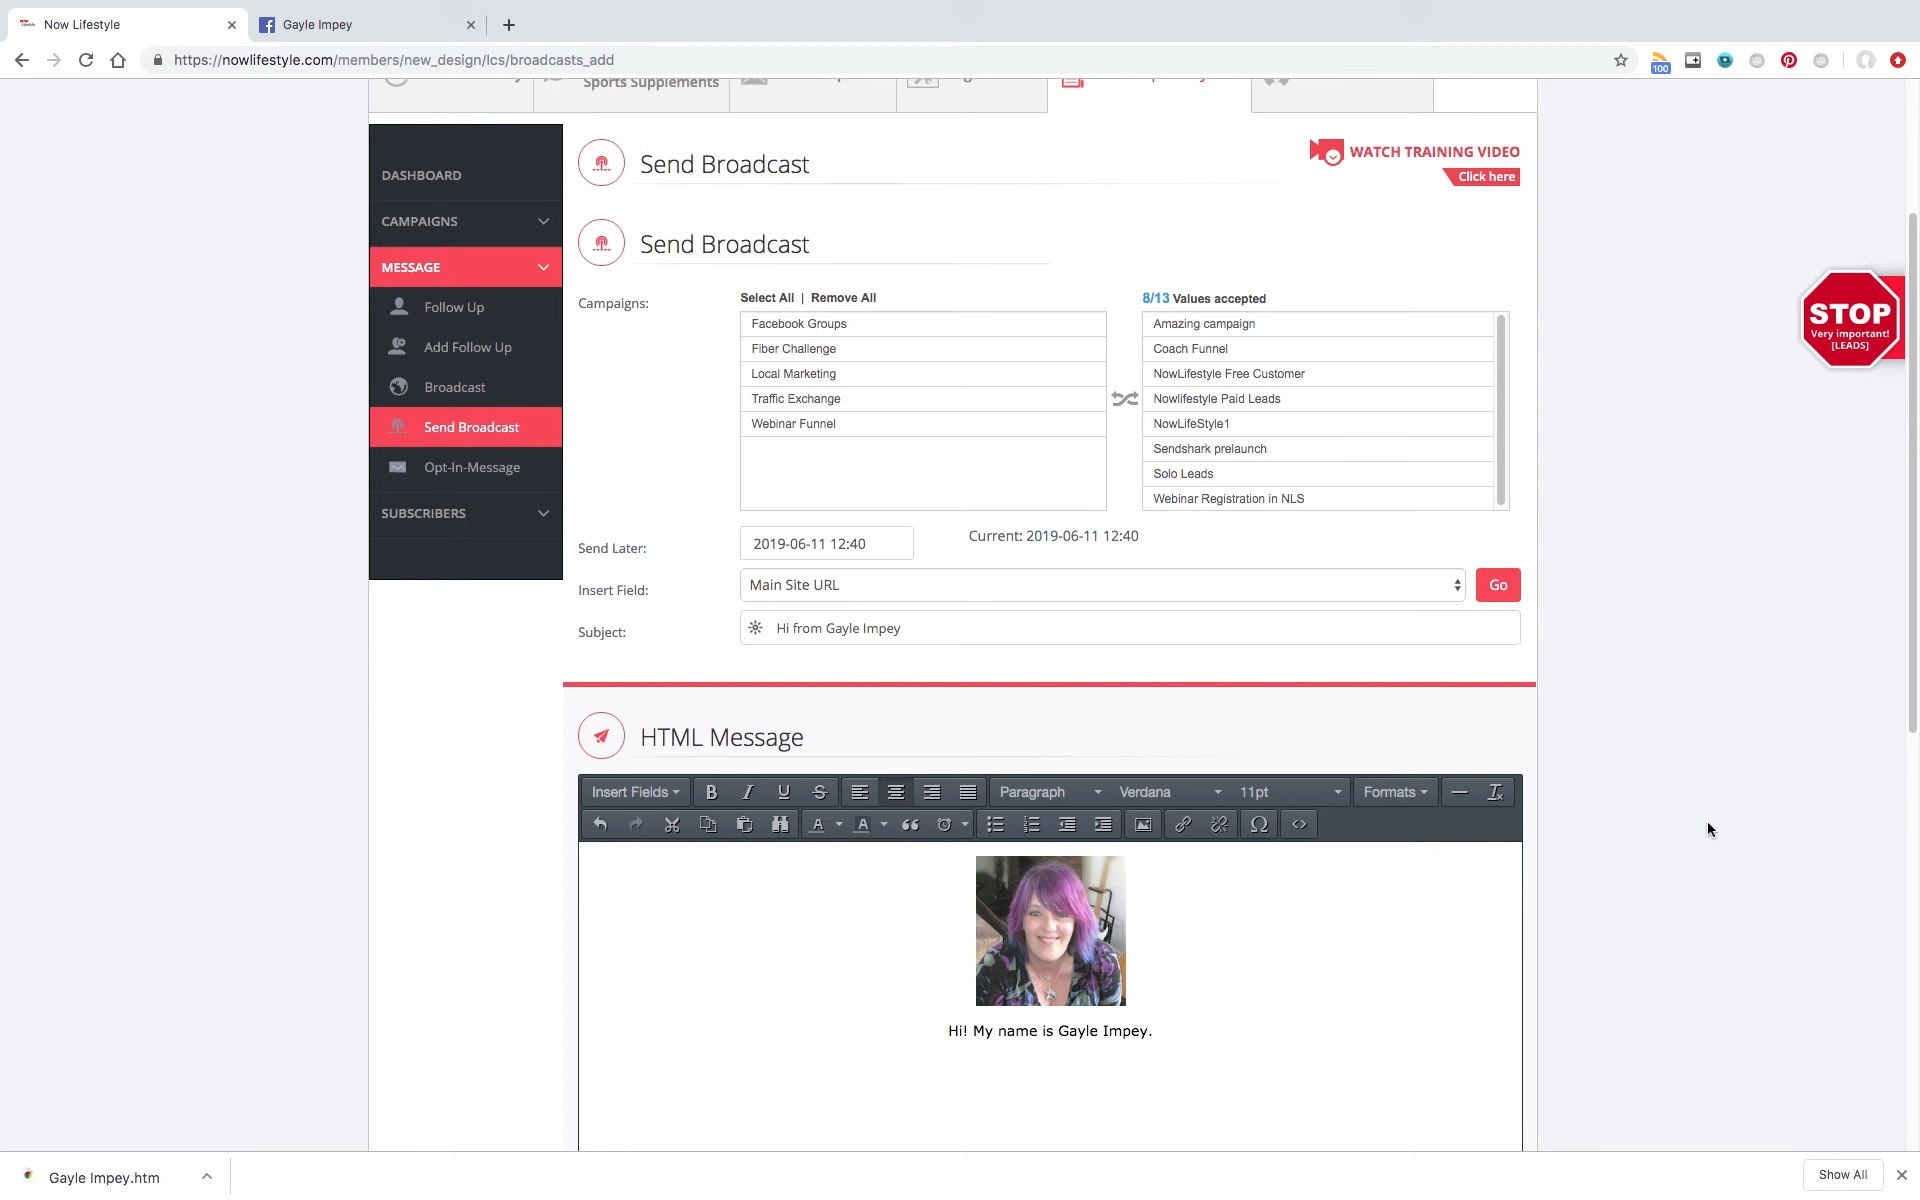 Now Lifestyle
Gayle Impey
https://nowlifestyle.com/members/new_design/lcs/broadcasts_add
100
Sports Supplements
DASHBOARD
CAMPAIGNS
MESSAGE
Follow Up
Add Follow Up
Broadcast
Send Broadcast
Opt-In-Message
SUBSCRIBERS
Send Broadcast
WATCH TRAINING VIDEO
Click here
Send Broadcast
Campaigns:
Select All | Remove All
Facebook Groups
Fiber Challenge
Local Marketing
Traffic Exchange
Webinar Funnel
8/13 Values accepted
Amazing campaign
Coach Funnel
NowLifestyle Free Customer
Nowlifestyle Paid Leads
NowLifeStyle1
Sendshark prelaunch
Solo Leads
Webinar Registration in NLS
STOP
Very important!
[LEADS]
Send Later:
2019-06-11 12:40
Current: 2019-06-11 12:40
Insert Field:
Main Site URL
Go
Subject:
Hi from Gayle Impey
HTML Message
Insert Fields
Paragraph
Verdana
11pt
Formats
Hi! My name is Gayle Impey.
Gayle Impey.htm
Show All